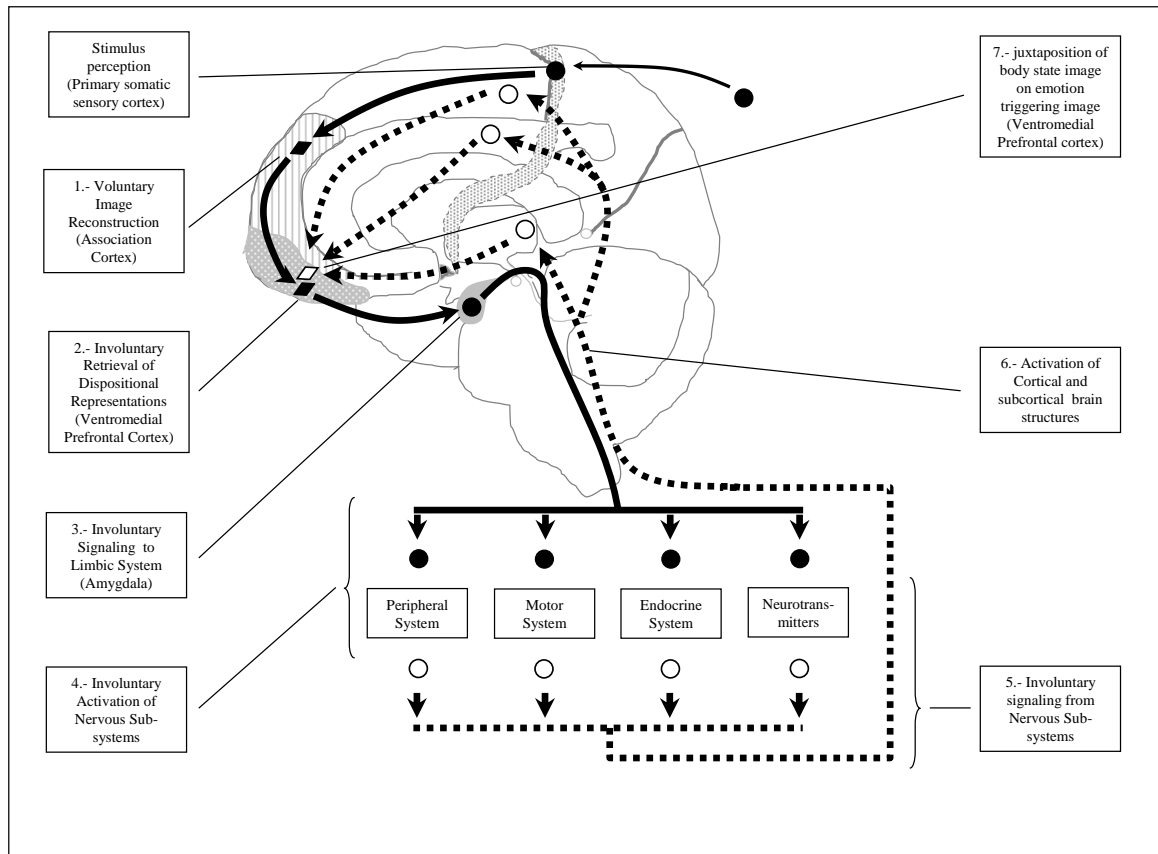 Stimulus
perception
(Primary somatic
sensory cortex)
1.- Voluntary
Image
Reconstruction
(Association
Cortex)
2.- Involuntary
Retrieval of
Dispositional
Representations
(Ventromedial
Prefrontal Cortex)
3.- Involuntary
Signaling to
Limbic System
(Amygdala)
4.- Involuntary
Activation of
Nervous Sub-
systems
Peripheral
System
Motor
System
Endocrine
System
Neurotrans-
mitters
7.- juxtaposition of
body state image
on emotion
triggering image
(Ventromedial
Prefrontal cortex)
6.- Activation of
Cortical and
subcortical brain
structures
5.- Involuntary
signaling from
Nervous Sub-
systems